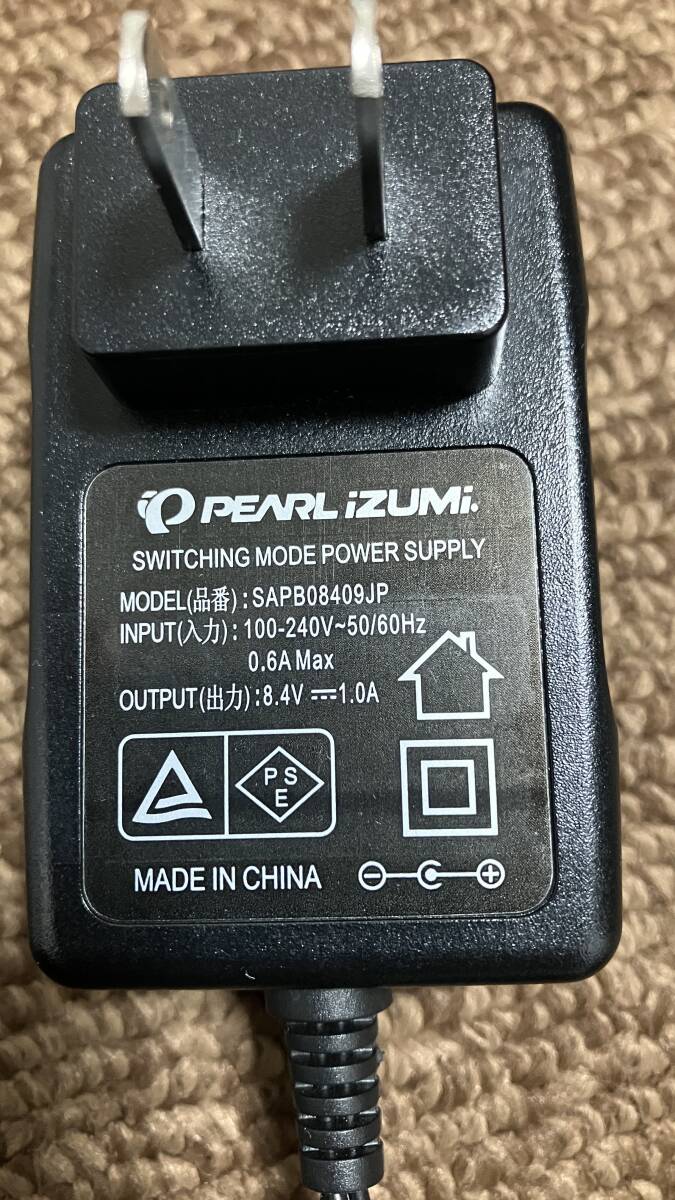 PEARL iZUMi
SWITCHING MODE POWER SUPPLY
MODEL(品番):SAPB08409JP
INPUT(入力):100-240V~50/60Hz
0.6A Max
OUTPUT(出力):8.4V⎓1.0A
PS
E
MADE IN CHINA